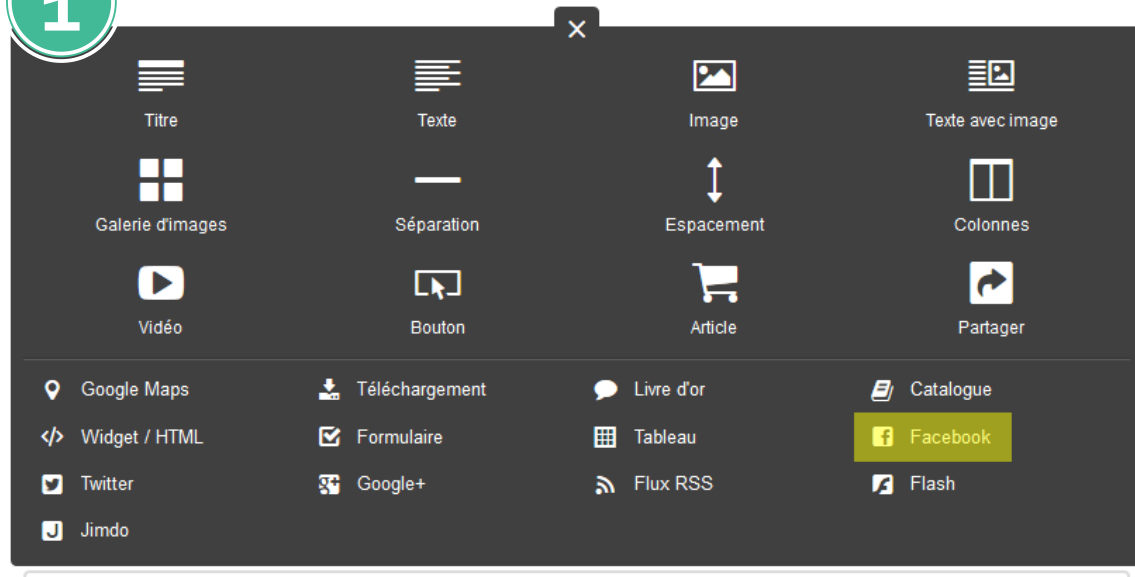 1
Titre Texte Image Texte avec image
Galerie d'images Séparation Espacement Colonnes
Vidéo Bouton Article Partager
Google Maps Téléchargement Livre d'or Catalogue
Widget / HTML Formulaire Tableau Facebook
Twitter Google+ Flux RSS Flash
Jimdo